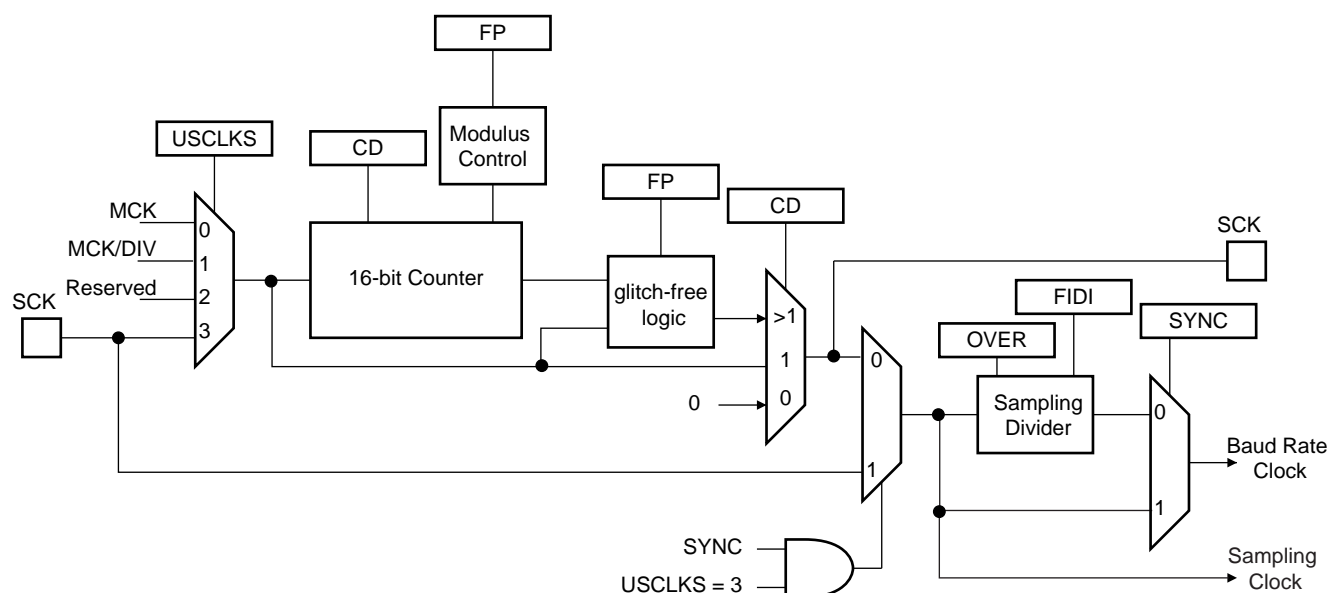 FP
USCLKS
CD
Modulus
Control
FP
CD
MCK
0
MCK/DIV
1
Reserved
2
SCK
3
16-bit Counter
glitch-free
logic
>1
1
0
0
SCK
FIDI
OVER
SYNC
0
1
Sampling
Divider
0
1
Baud Rate
Clock
SYNC
USCLKS = 3
Sampling
Clock